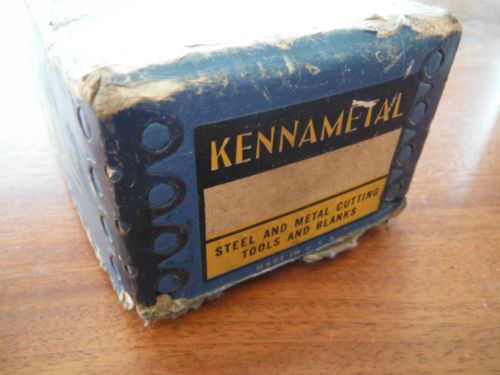 KENNAMETAL
STEEL AND METAL CUTTING
TOOLS AND BLANKS
MADE IN U.S.A.